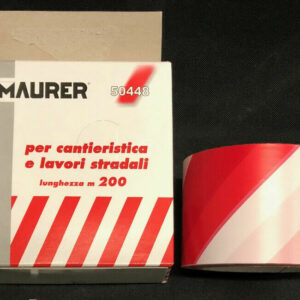 MAURER
50448
per cantieristica
e lavori stradali
lunghezza m 200